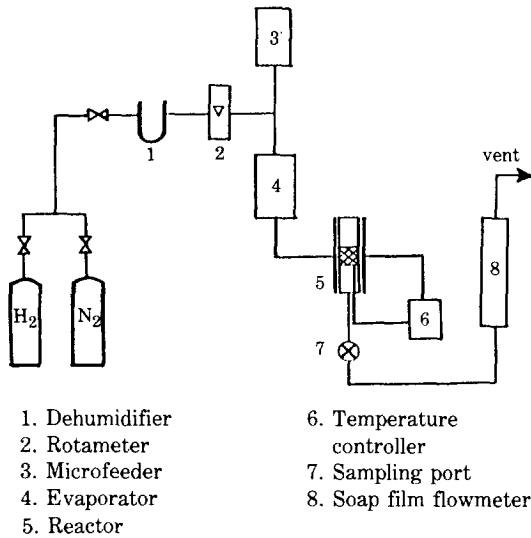 3
1
2
4
vent
H2
N2
5
6
7
8
1. Dehumidifier
2. Rotameter
3. Microfeeder
4. Evaporator
5. Reactor
6. Temperature
controller
7. Sampling port
8. Soap film flowmeter